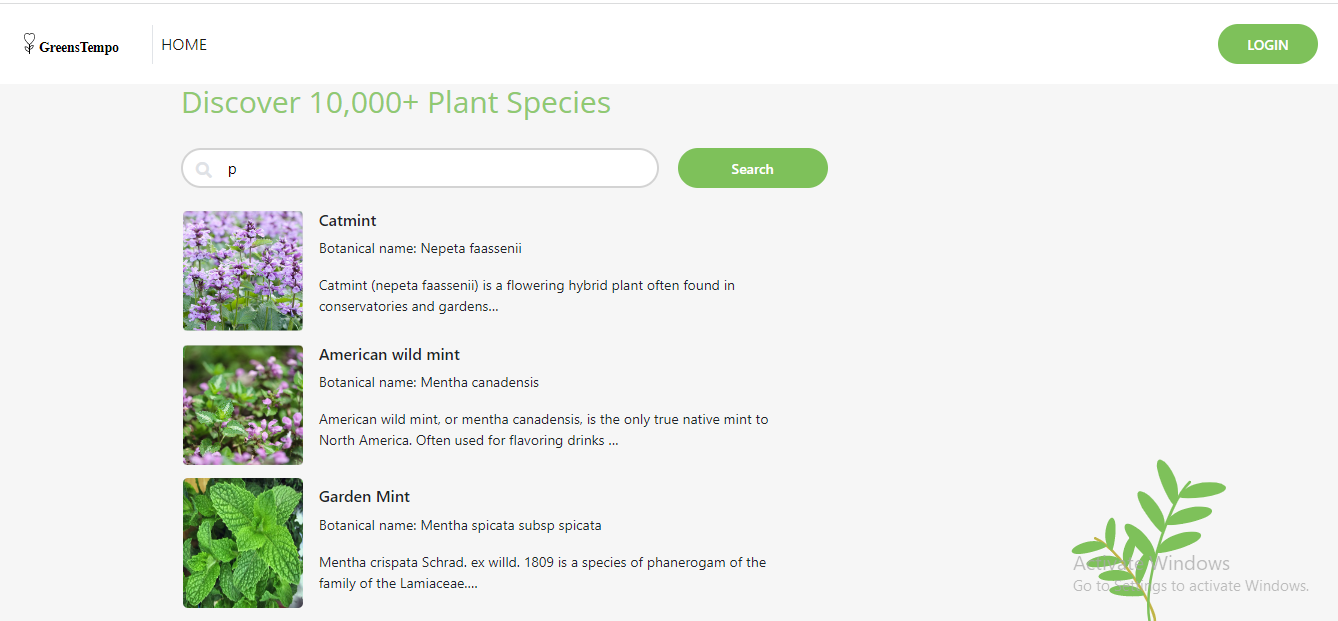 GreensTempo
HOME
LOGIN
Discover 10,000+ Plant Species
p
Search
Catmint
Botanical name: Nepeta faassenii
Catmint (nepeta faassenii) is a flowering hybrid plant often found in
conservatories and gardens...
American wild mint
Botanical name: Mentha canadensis
American wild mint, or mentha canadensis, is the only true native mint to
North America. Often used for flavoring drinks ...
Garden Mint
Botanical name: Mentha spicata subsp spicata
Mentha crispata Schrad. ex willd. 1809 is a species of phanerogam of the
family of the Lamiaceae....
Activate Windows
Go to Settings to activate Windows.